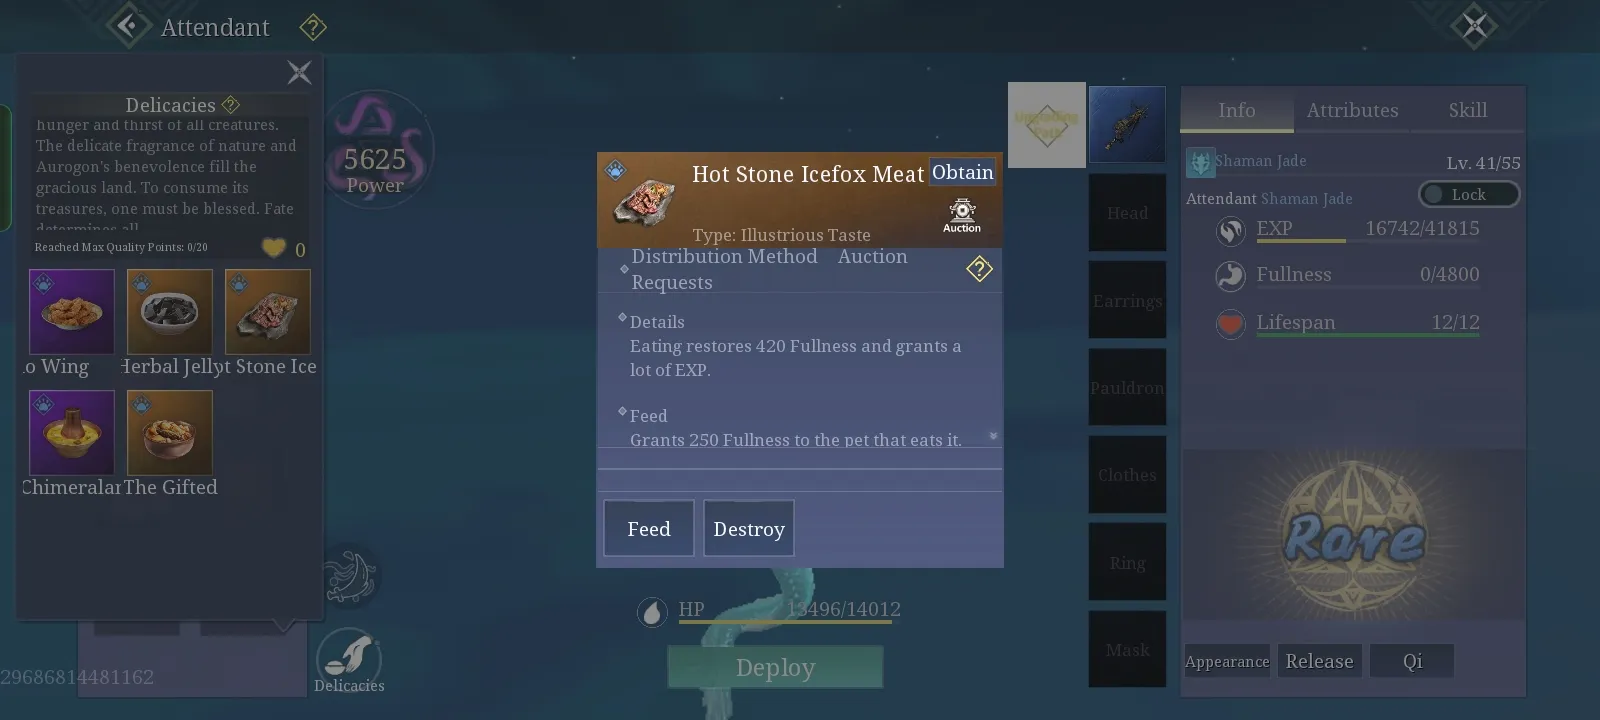 Attendant
Delicacies
hunger and thirst of all creatures.
The delicate fragrance of nature and
Aurogon's benevolence fill the
gracious land. To consume its
treasures, one must be blessed. Fate
determines all
Reached Max Quality Points: 0/20
0
o Wing
Herbal Jelly
ot Stone Ice
Chimeralar
The Gifted
29686814481162
Delicacies
5625
Power
Hot Stone Icefox Meat
Obtain
Type: Illustrious Taste
Auction
Distribution Method Auction
Requests
Details
Eating restores 420 Fullness and grants a
lot of EXP.
Feed
Grants 250 Fullness to the pet that eats it.
Feed
Destroy
HP 13496/14012
Deploy
Upgrading
Path
Head
Earrings
Pauldron
Clothes
Ring
Mask
Info
Attributes
Skill
Shaman Jade
Lv. 41/55
Attendant Shaman Jade
Lock
EXP 16742/41815
Fullness 0/4800
Lifespan 12/12
Rare
Appearance
Release
Qi